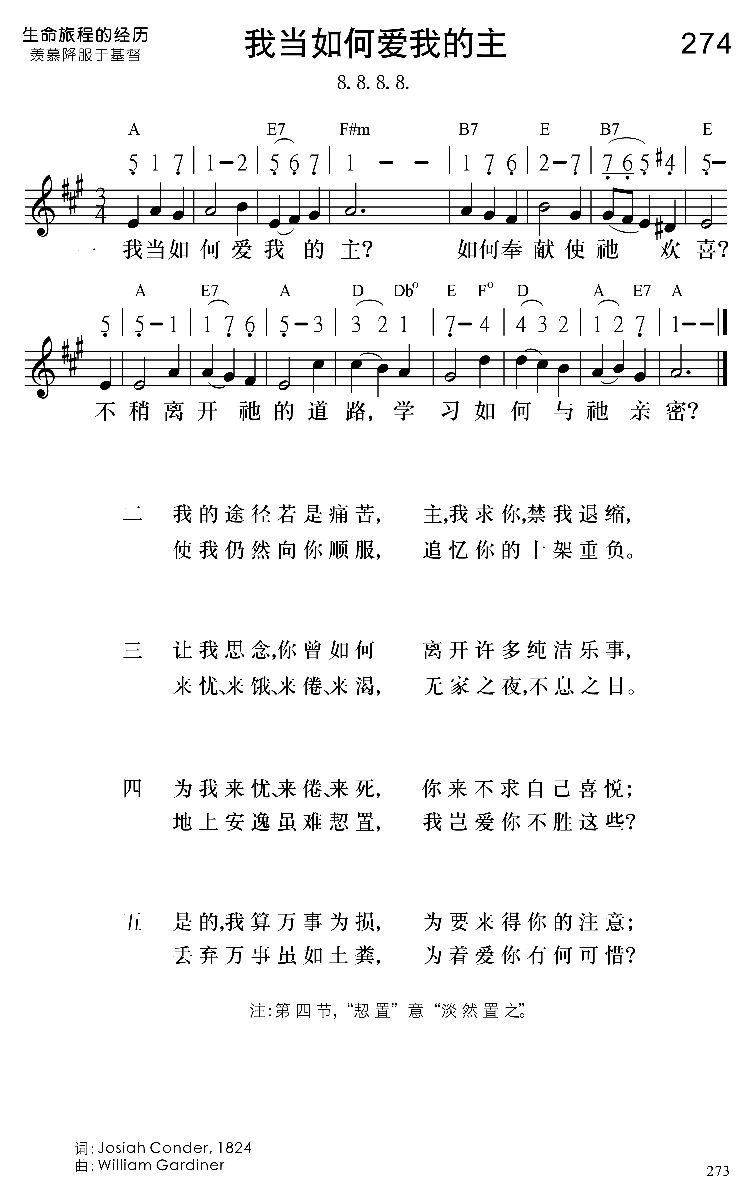 生命旅程的经历
羡慕降服于基督
我当如何爱我的主
274
8. 8. 8. 8.
A E7 F#m B7 E B7 E
5 1 7 | 1 - 2 | 5 6 7 | 1 - - | 1 7 6 | 2 - 7 | 7 6 5 #4 | 5 -
3/4
一 我当如何爱我的主? 如何奉献使祂欢喜?
A E7 A D Db° E F° D A E7 A
5 | 5 - 1 | 1 7 6 | 5 - 3 | 3 2 1 | 7 - 4 | 4 3 2 | 1 2 7 | 1 - - ||
不稍离开祂的道路, 学习如何与祂亲密?
二 我的途径若是痛苦, 主,我求你,禁我退缩,
使我仍然向你顺服, 追忆你的十架重负。
三 让我思念,你曾如何 离开许多纯洁乐事,
来忧、来饿、来倦、来渴, 无家之夜,不息之日。
四 为我来忧、来倦、来死, 你来不求自己喜悦;
地上安逸虽难恝置, 我岂爱你不胜这些?
五 是的,我算万事为损, 为要来得你的注意;
丢弃万事虽如土粪, 为着爱你有何可惜?
注:第四节,“恝置”意“淡然置之”。
词: Josiah Conder, 1824
曲: William Gardiner
273